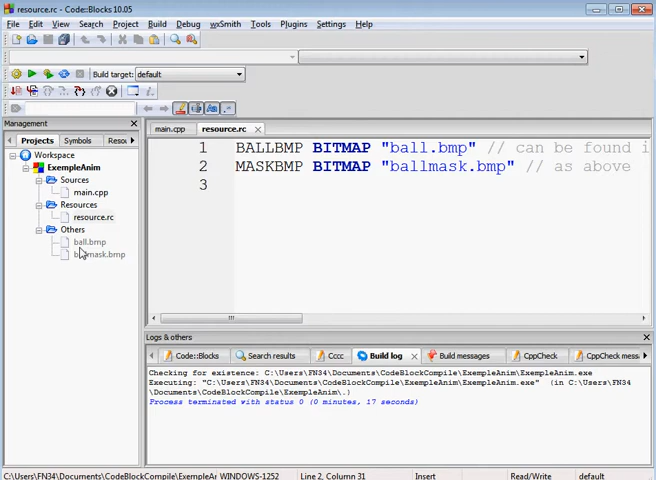 resource.rc - Code::Blocks 10.05
File Edit View Search Project Build Debug wxSmith Tools Plugins Settings Help
Build target: default
Management
Projects Symbols Resou
Workspace
ExempleAnim
Sources
main.cpp
Resources
resource.rc
Others
ball.bmp
ballmask.bmp
main.cpp resource.rc
1 BALLBMP BITMAP "ball.bmp" // can be found i
2 MASKBMP BITMAP "ballmask.bmp" // as above
3
Logs & others
Code::Blocks Search results Cccc Build log Build messages CppCheck CppCheck mess
Checking for existence: C:\Users\FN34\Documents\CodeBlockCompile\ExempleAnim\ExempleAnim.exe
Executing: "C:\Users\FN34\Documents\CodeBlockCompile\ExempleAnim\ExempleAnim.exe" (in C:\Users\FN34
\Documents\CodeBlockCompile\ExempleAnim\.)
Process terminated with status 0 (0 minutes, 17 seconds)
C:\Users\FN34\Documents\CodeBlockCompile\ExempleAr WINDOWS-1252 Line 2, Column 31 Insert Read/Write default